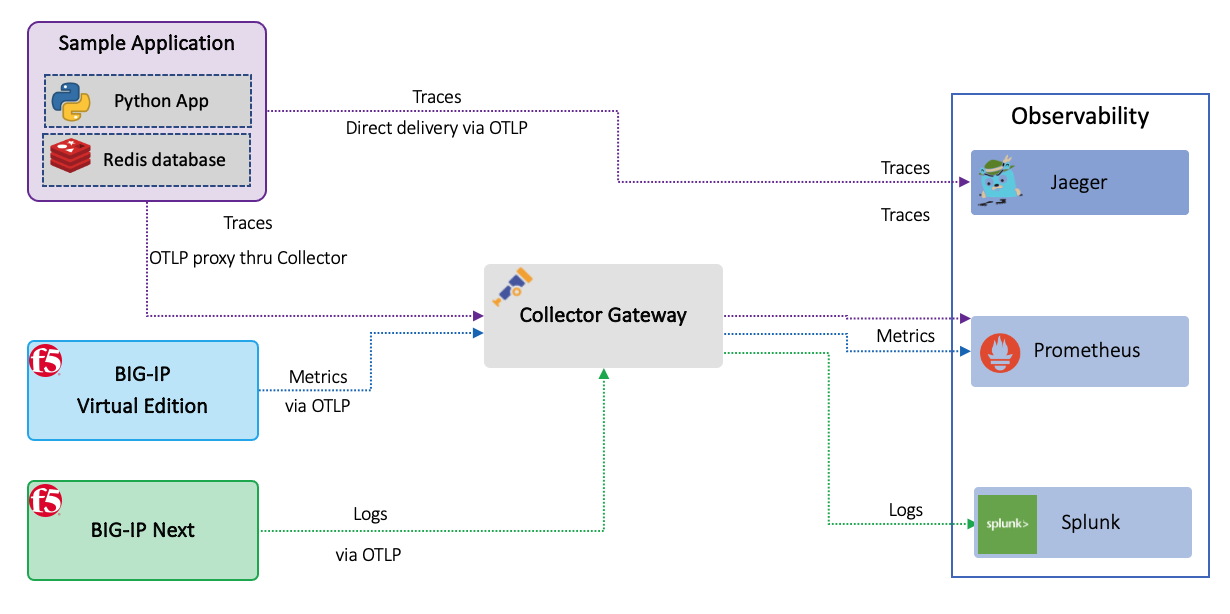 Sample Application
Python App
Redis database
Traces
Direct delivery via OTLP
Observability
Traces
Jaeger
Traces
Traces
OTLP proxy thru Collector
Collector Gateway
Metrics
Prometheus
f5
BIG-IP
Virtual Edition
Metrics
via OTLP
f5
BIG-IP Next
Logs
via OTLP
Logs
splunk>
Splunk